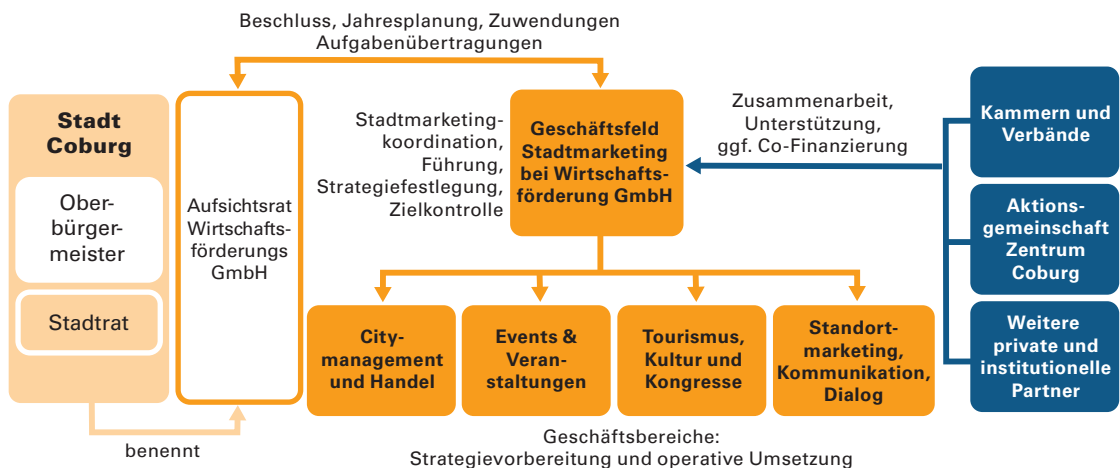 Beschluss, Jahresplanung, Zuwendungen
Aufgabenübertragungen
Stadt
Coburg
Ober-
bürger-
meister
Stadtrat
benennt
Aufsichtsrat
Wirtschafts-
förderungs
GmbH
Stadtmarketing-
koordination,
Führung,
Strategiefestlegung,
Zielkontrolle
Geschäftsfeld
Stadtmarketing
bei Wirtschafts-
förderung GmbH
Zusammenarbeit,
Unterstützung,
ggf. Co-Finanzierung
Kammern und
Verbände
Aktions-
gemeinschaft
Zentrum
Coburg
Weitere
private und
institutionelle
Partner
City-
management
und Handel
Events &
Veran-
staltungen
Tourismus,
Kultur und
Kongresse
Standort-
marketing,
Kommunikation,
Dialog
Geschäftsbereiche:
Strategievorbereitung und operative Umsetzung